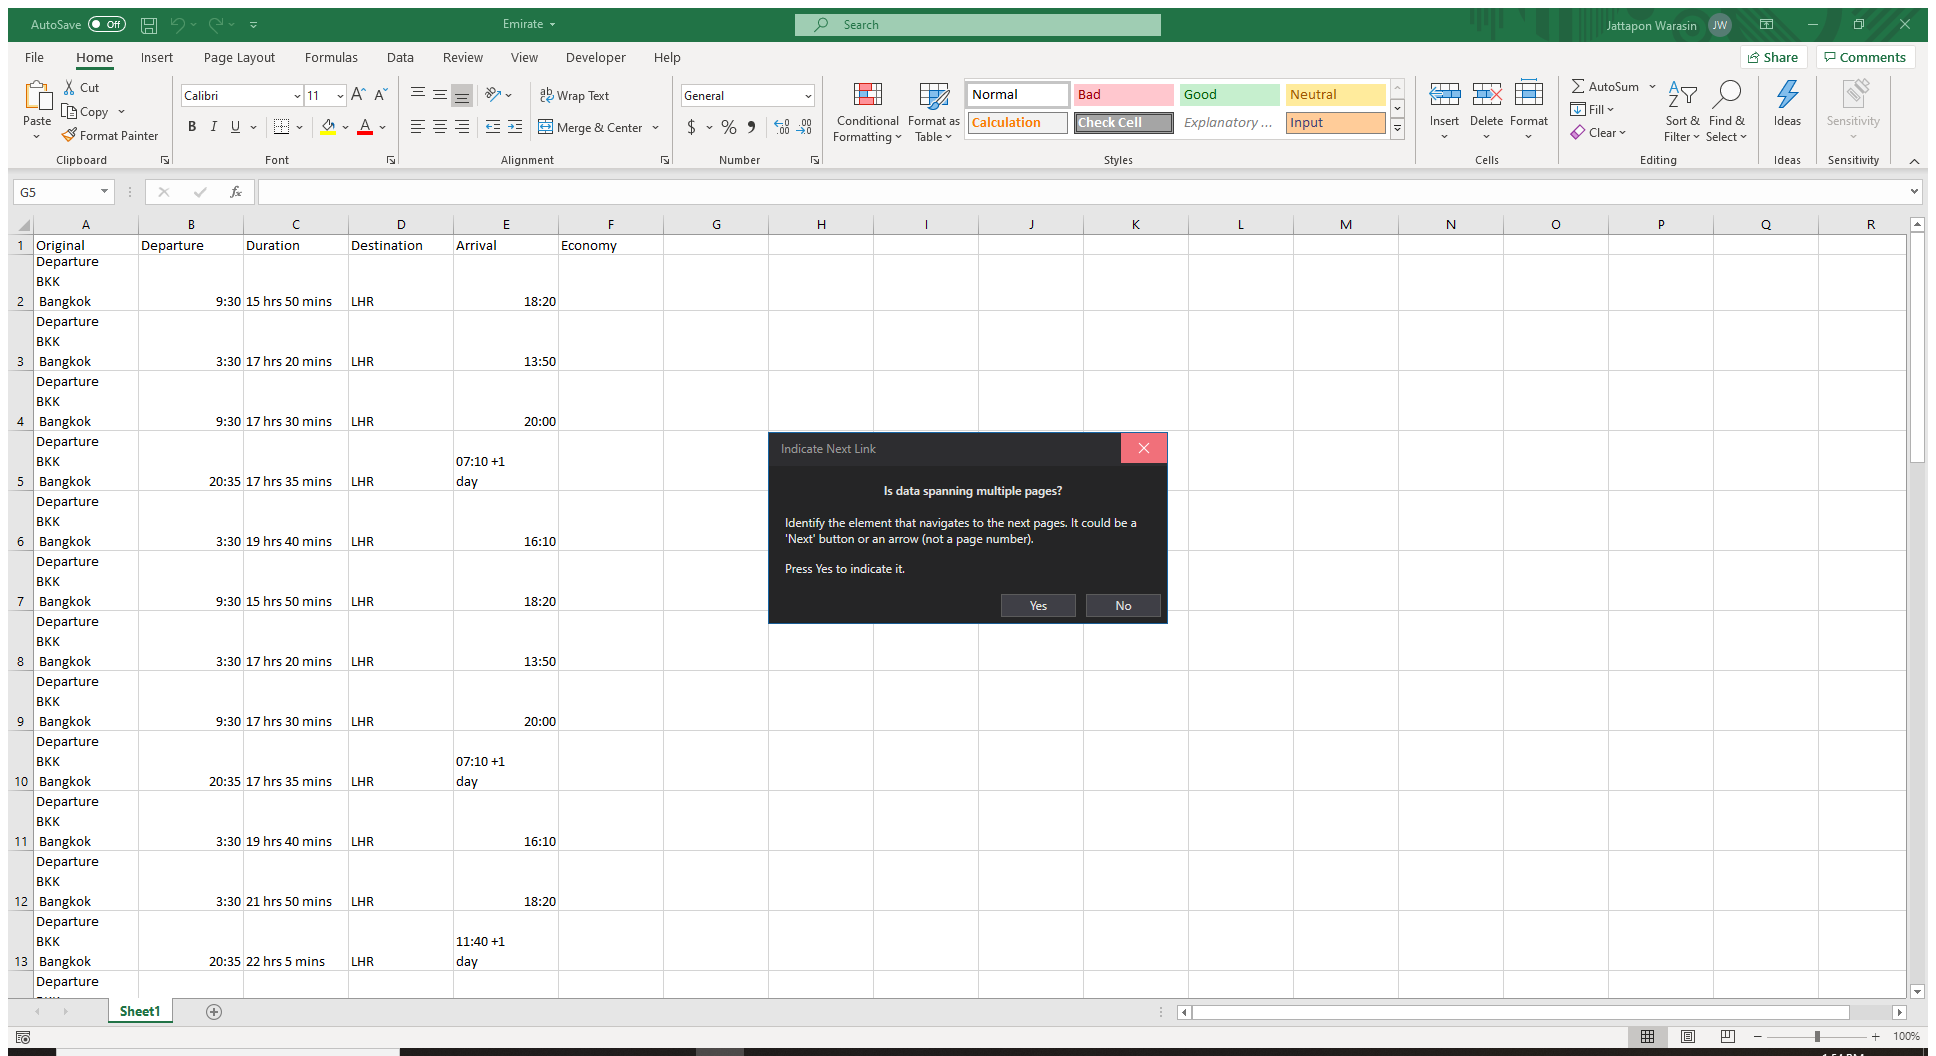 AutoSave Off Emirate Search Jattapon Warasin JW
File Home Insert Page Layout Formulas Data Review View Developer Help Share Comments
Paste
Cut
Copy
Format Painter
Clipboard
Calibri 11
B I U A
Font
Wrap Text
Merge & Center
Alignment
General
$ % 9
Number
Conditional Formatting
Format as Table
Normal Bad Good Neutral
Calculation Check Cell Explanatory ... Input
Styles
Insert Delete Format
Cells
AutoSum
Fill
Clear
Sort & Filter
Find & Select
Editing
Ideas
Ideas
Sensitivity
Sensitivity
G5 fx
A B C D E F G H I J K L M N O P Q R
1 Original Departure Duration Destination Arrival Economy
Departure
BKK
2 Bangkok 9:30 15 hrs 50 mins LHR 18:20
Departure
BKK
3 Bangkok 3:30 17 hrs 20 mins LHR 13:50
Departure
BKK
4 Bangkok 9:30 17 hrs 30 mins LHR 20:00
Departure
BKK 07:10 +1
5 Bangkok 20:35 17 hrs 35 mins LHR day
Departure
BKK
6 Bangkok 3:30 19 hrs 40 mins LHR 16:10
Departure
BKK
7 Bangkok 9:30 15 hrs 50 mins LHR 18:20
Departure
BKK
8 Bangkok 3:30 17 hrs 20 mins LHR 13:50
Departure
BKK
9 Bangkok 9:30 17 hrs 30 mins LHR 20:00
Departure
BKK 07:10 +1
10 Bangkok 20:35 17 hrs 35 mins LHR day
Departure
BKK
11 Bangkok 3:30 19 hrs 40 mins LHR 16:10
Departure
BKK
12 Bangkok 3:30 21 hrs 50 mins LHR 18:20
Departure
BKK 11:40 +1
13 Bangkok 20:35 22 hrs 5 mins LHR day
Departure
Indicate Next Link
Is data spanning multiple pages?
Identify the element that navigates to the next pages. It could be a
'Next' button or an arrow (not a page number).
Press Yes to indicate it.
Yes No
Sheet1
100%